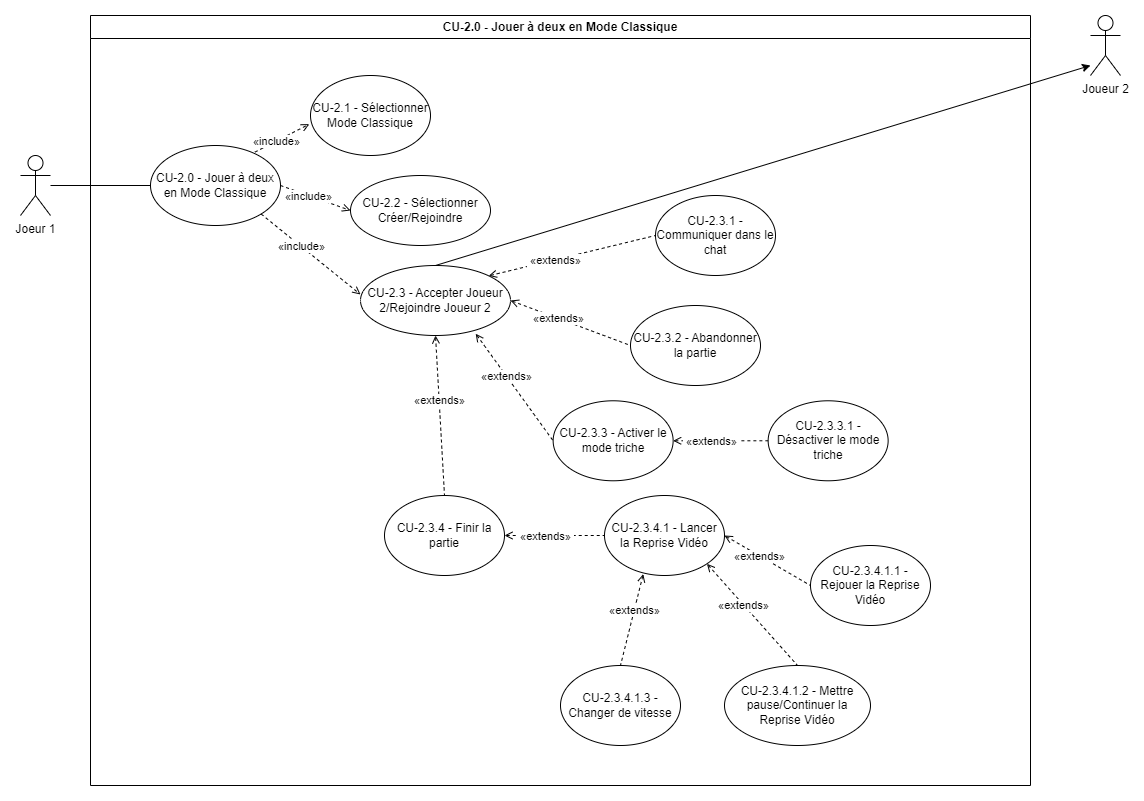 CU-2.0 - Jouer à deux en Mode Classique
Joueur 2
CU-2.1 - Sélectionner
Mode Classique
«include»
CU-2.0 - Jouer à deux
en Mode Classique
Joeur 1
«include»
CU-2.2 - Sélectionner
Créer/Rejoindre
«include»
CU-2.3.1 -
Communiquer dans le
chat
«extends»
CU-2.3 - Accepter Joueur
2/Rejoindre Joueur 2
«extends»
CU-2.3.2 - Abandonner
la partie
«extends»
«extends»
CU-2.3.3 - Activer le
mode triche
«extends»
CU-2.3.3.1 -
Désactiver le mode
triche
CU-2.3.4 - Finir la
partie
«extends»
CU-2.3.4.1 - Lancer
la Reprise Vidéo
«extends»
CU-2.3.4.1.1 -
Rejouer la Reprise
Vidéo
«extends»
«extends»
CU-2.3.4.1.3 -
Changer de vitesse
CU-2.3.4.1.2 - Mettre
pause/Continuer la
Reprise Vidéo